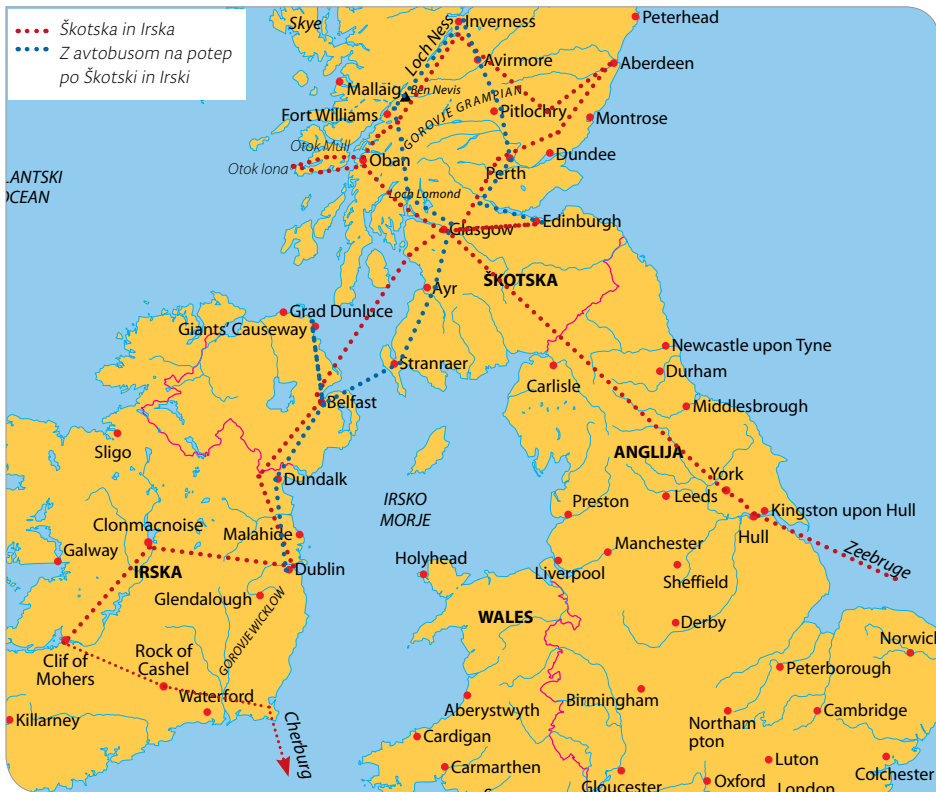 Škotska in Irska
Z avtobusom na potep
po Škotski in Irski
Skye
Inverness
Peterhead
Loch Ness
Avirmore
Aberdeen
Mallaig
Ben Nevis
GOROVJE GRAMPIAN
Fort Williams
Pitlochry
Montrose
Otok Mull
Otok Iona
Oban
Dundee
Perth
LANTSKI
OCEAN
Loch Lomond
Glasgow
Edinburgh
ŠKOTSKA
Ayr
Grad Dunluce
Giants' Causeway
Stranraer
Newcastle upon Tyne
Carlisle
Durham
Belfast
Middlesbrough
Sligo
ANGLIJA
Dundalk
York
IRSKO
MORJE
Preston
Leeds
Kingston upon Hull
Hull
Clonmacnoise
Malahide
Galway
IRSKA
Dublin
Holyhead
Manchester
Liverpool
Sheffield
Zeebruge
Glendalough
GOROVJE WICKLOW
WALES
Derby
Norwich
Clif of
Mohers
Rock of
Cashel
Peterborough
Waterford
Killarney
Aberystwyth
Birmingham
Northam
pton
Cambridge
Cherburg
Cardigan
Carmarthen
Luton
Colchester
Gloucester
Oxford
London